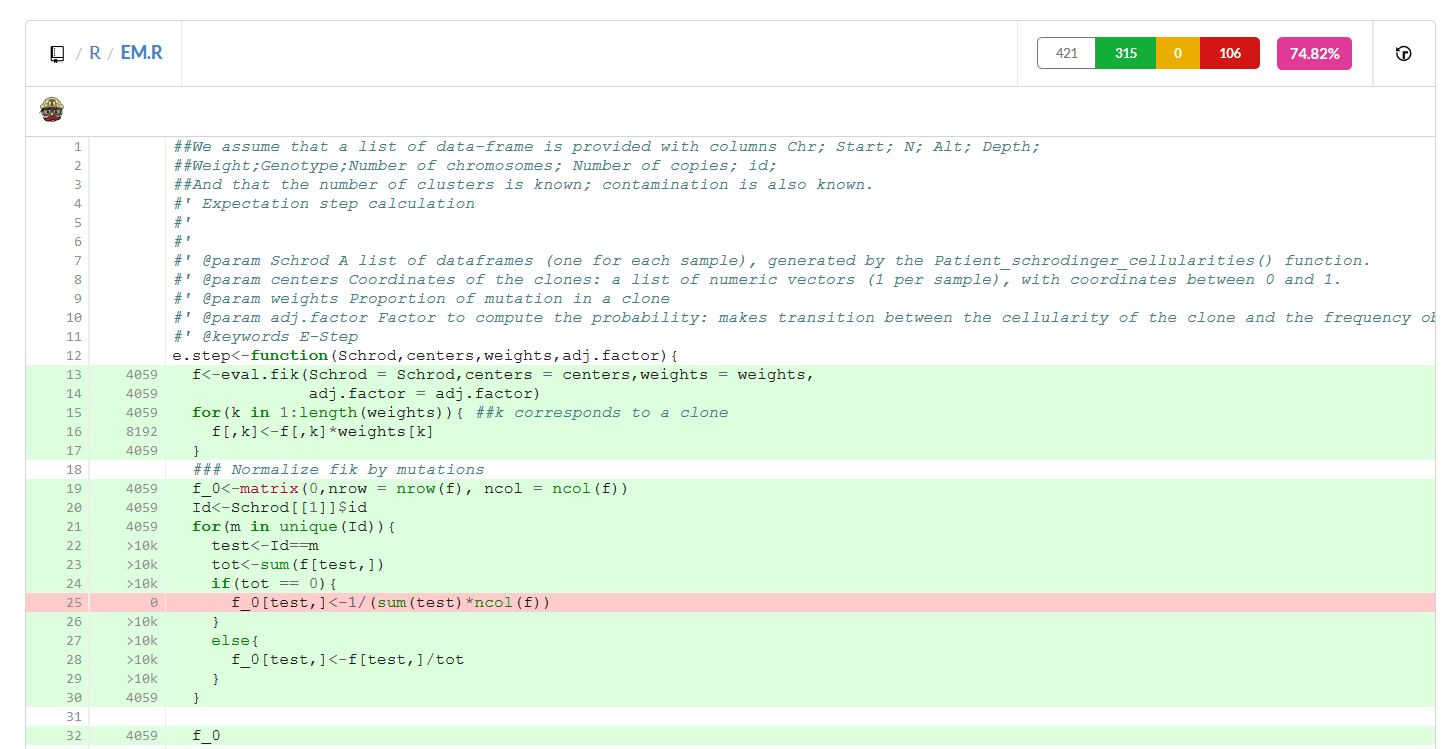 / R / EM.R 421 315 0 106 74.82%
1 ##We assume that a list of data-frame is provided with columns Chr; Start; N; Alt; Depth;
2 ##Weight;Genotype;Number of chromosomes; Number of copies; id;
3 ##And that the number of clusters is known; contamination is also known.
4 #' Expectation step calculation
5 #'
6 #'
7 #' @param Schrod A list of dataframes (one for each sample), generated by the Patient_schrodinger_cellularities() function.
8 #' @param centers Coordinates of the clones: a list of numeric vectors (1 per sample), with coordinates between 0 and 1.
9 #' @param weights Proportion of mutation in a clone
10 #' @param adj.factor Factor to compute the probability: makes transition between the cellularity of the clone and the frequency
11 #' @keywords E-Step
12 e.step<-function(Schrod,centers,weights,adj.factor){
13 4059 f<-eval.fik(Schrod = Schrod,centers = centers,weights = weights,
14 4059 adj.factor = adj.factor)
15 4059 for(k in 1:length(weights)){ ##k corresponds to a clone
16 8192 f[,k]<-f[,k]*weights[k]
17 4059 }
18 ### Normalize fik by mutations
19 4059 f_0<-matrix(0,nrow = nrow(f), ncol = ncol(f))
20 4059 Id<-Schrod[[1]]$id
21 4059 for(m in unique(Id)){
22 >10k test<-Id==m
23 >10k tot<-sum(f[test,])
24 >10k if(tot == 0){
25 0 f_0[test,]<-1/(sum(test)*ncol(f))
26 >10k }
27 >10k else{
28 >10k f_0[test,]<-f[test,]/tot
29 >10k }
30 4059 }
31
32 4059 f_0